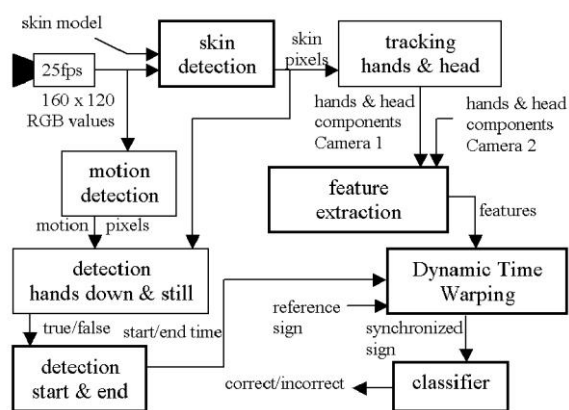 skin model
25fps
160 x 120
RGB values
skin
detection
skin
pixels
tracking
hands & head
hands & head
components
Camera 1
hands & head
components
Camera 2
motion
detection
feature
extraction
motion pixels
features
detection
hands down & still
Dynamic Time
Warping
reference
sign
true/false
start/end time
synchronized
sign
detection
start & end
correct/incorrect
classifier